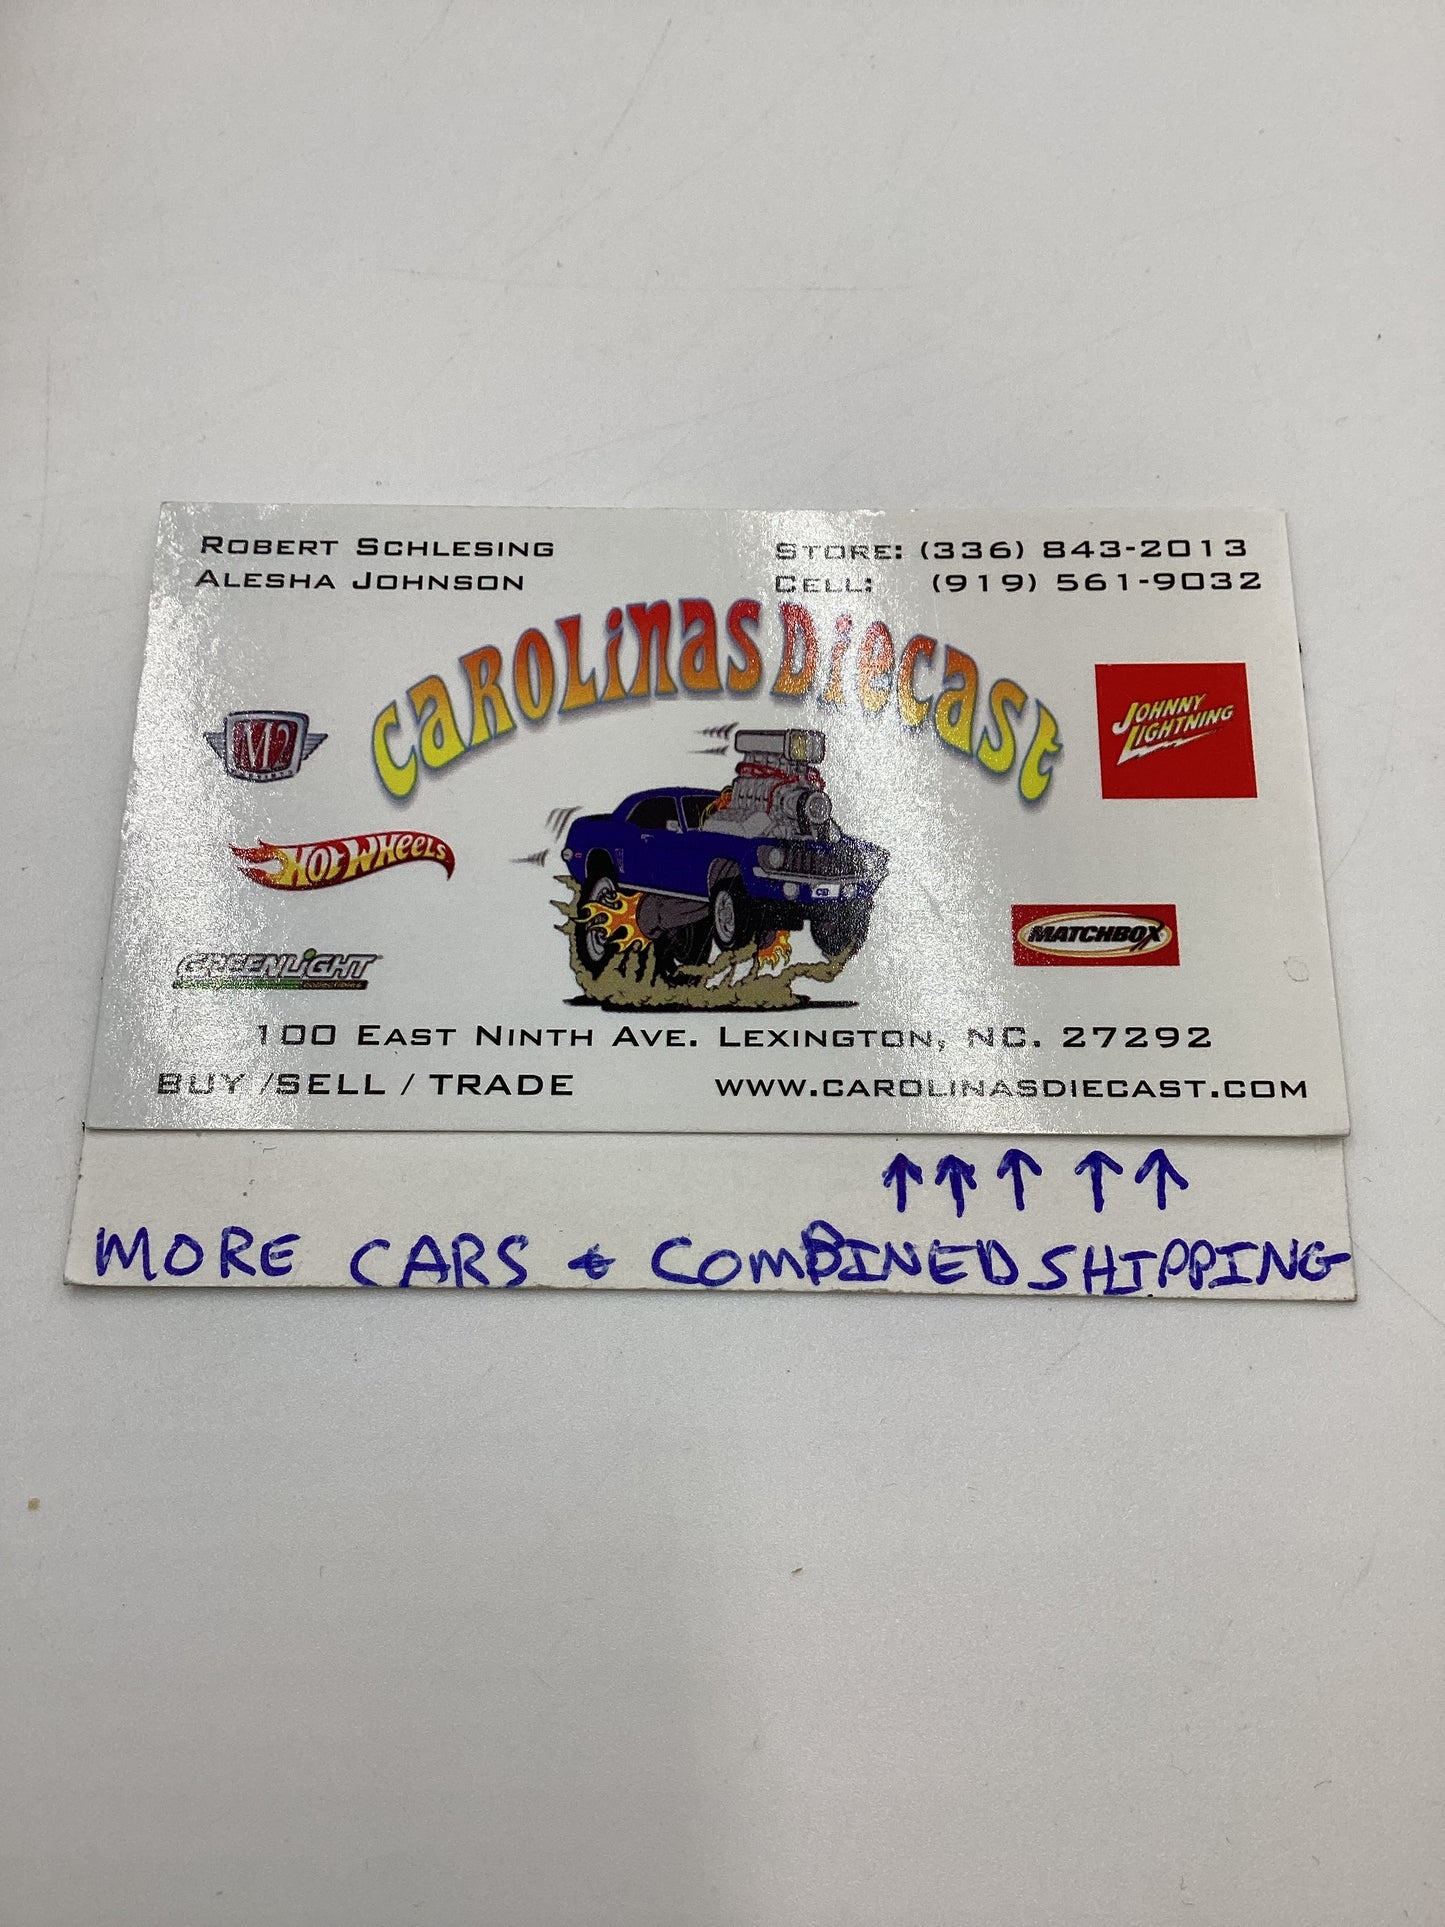 ROBERT SCHLESING
ALESHA JOHNSON
STORE: (336) 843-2013
CELL: (919) 561-9032
CAROLINAS DIECAST
M2
JOHNNY LIGHTNING
HOT WHEELS
MATCHBOX
GREENLIGHT
100 EAST NINTH AVE. LEXINGTON, NC. 27292
BUY /SELL / TRADE
WWW.CAROLINASDIECAST.COM
↑ ↑ ↑ ↑ ↑
MORE CARS & COMBINED SHIPPING